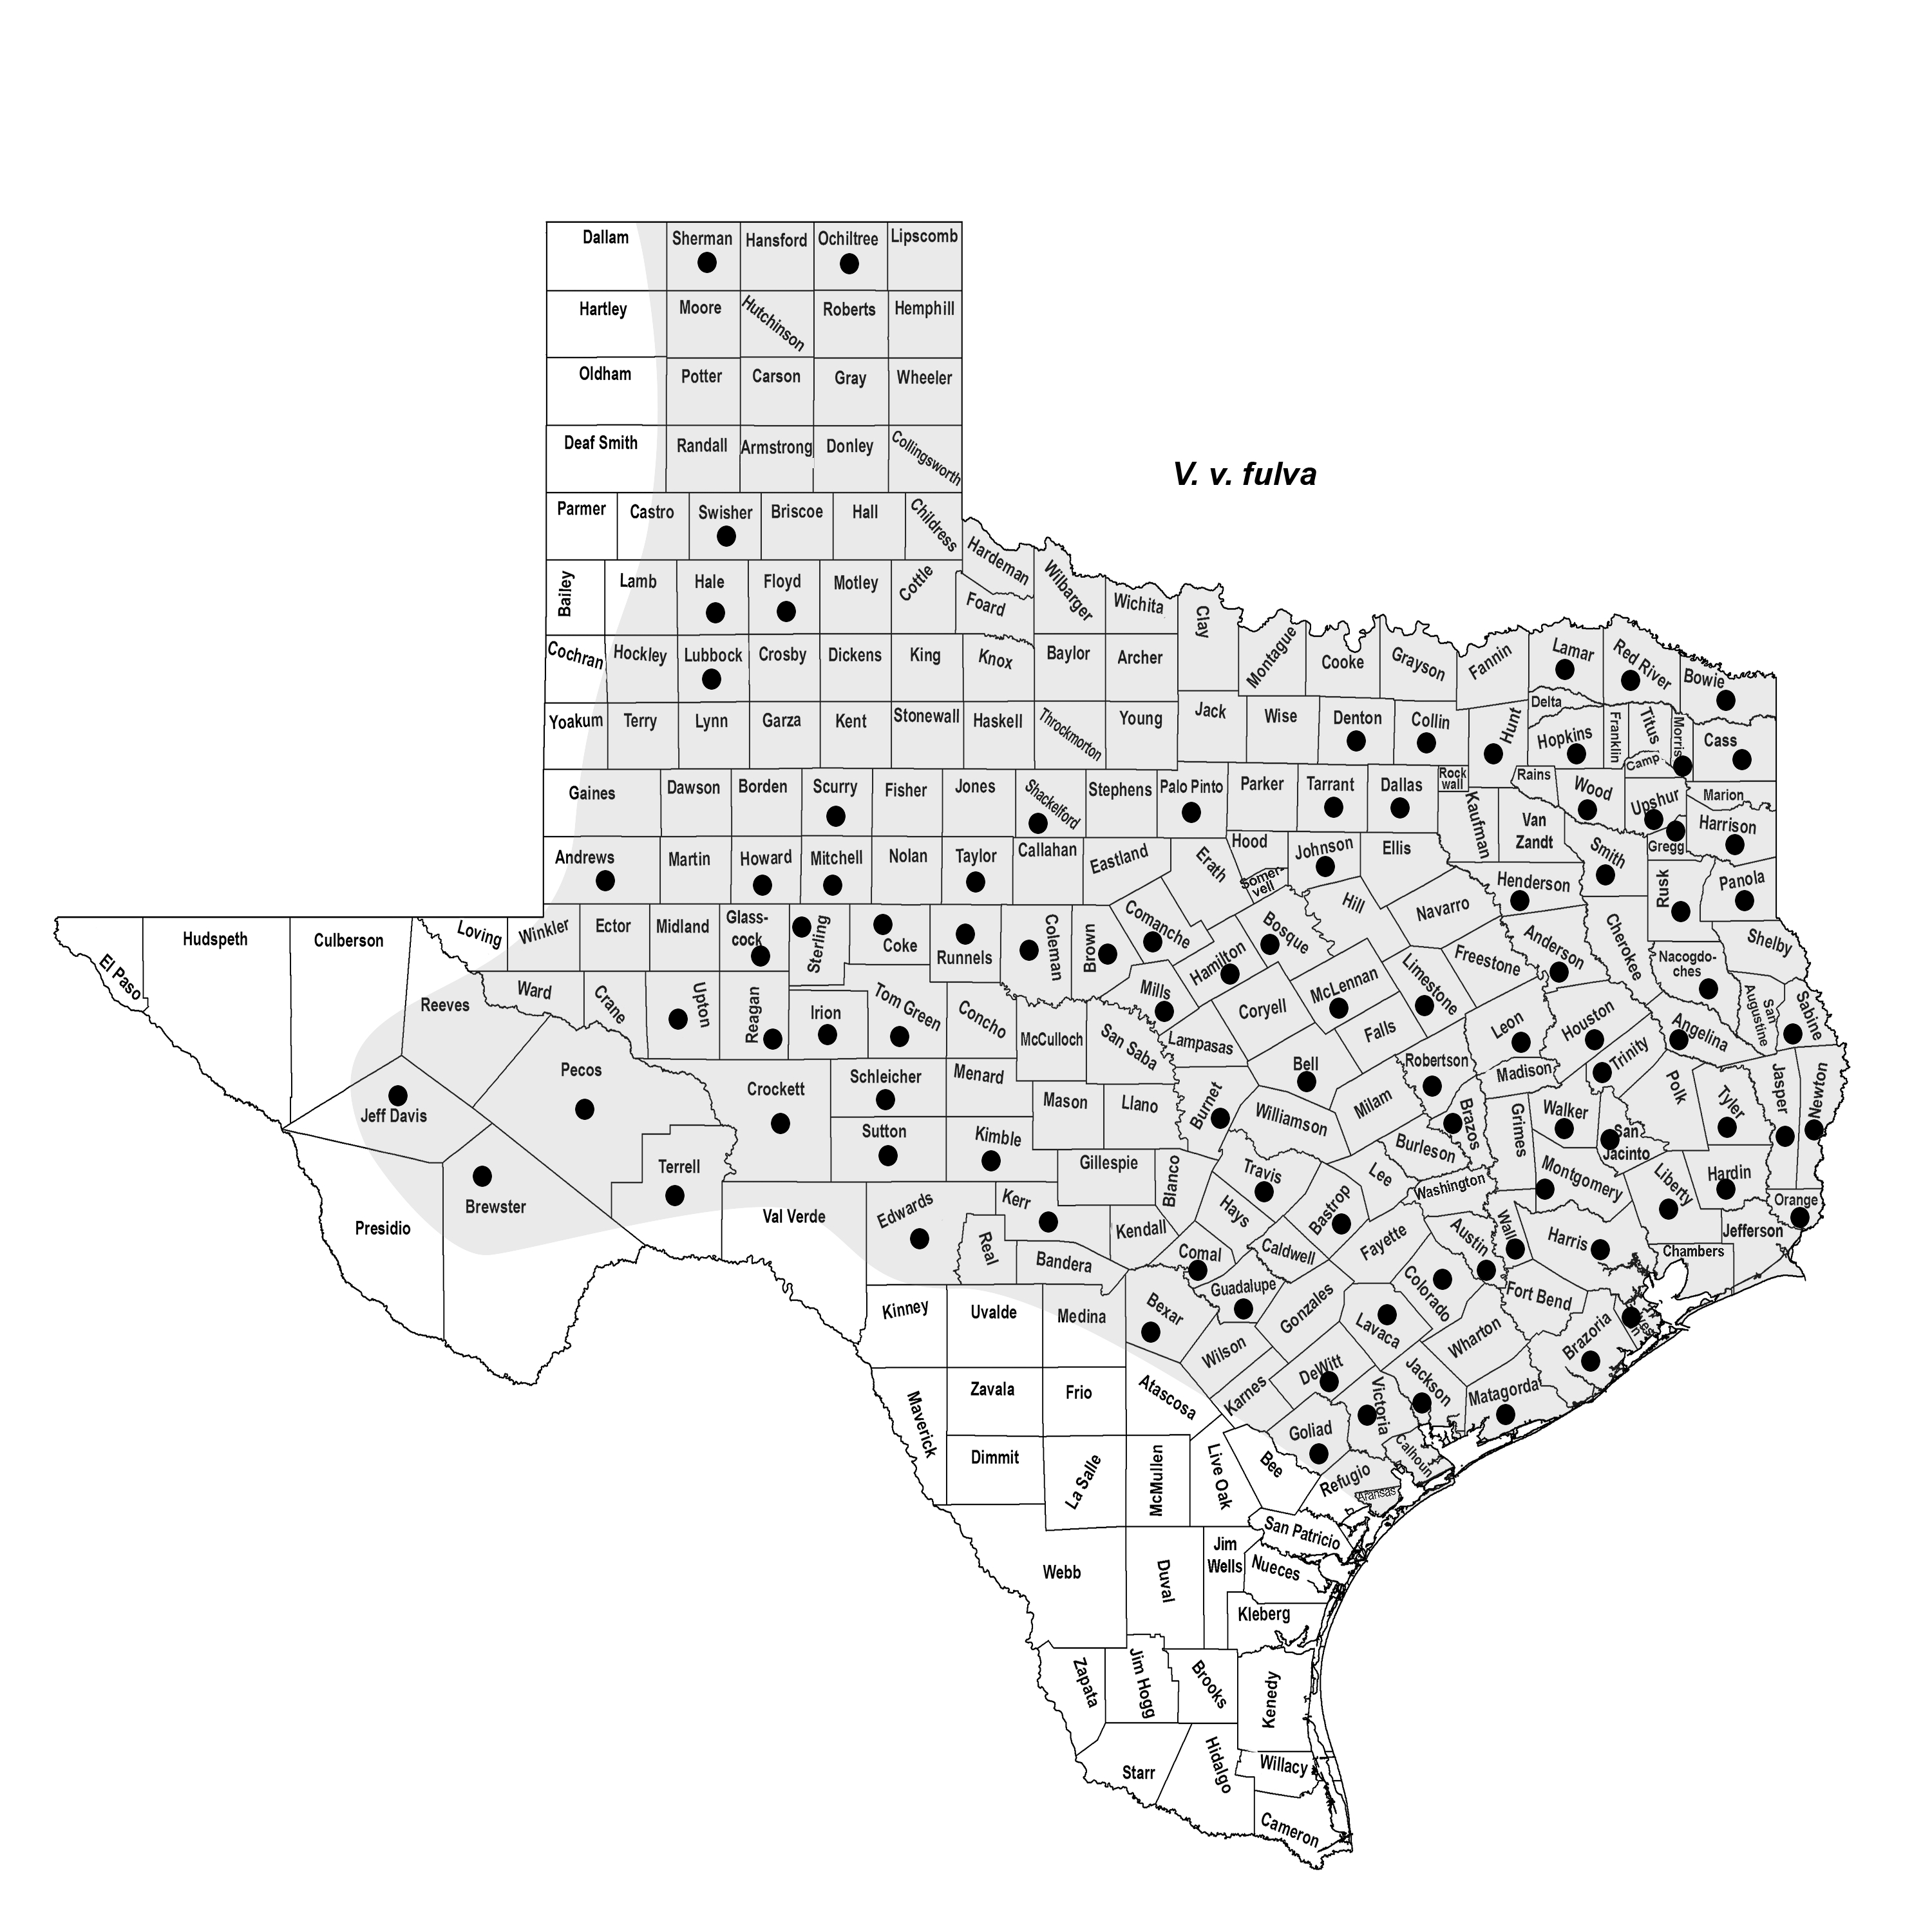 Dallam
Sherman
Hansford
Ochiltree
Lipscomb
Hartley
Moore
Hutchinson
Roberts
Hemphill
Oldham
Potter
Carson
Gray
Wheeler
Deaf Smith
Randall
Armstrong
Donley
Collingsworth
V. v. fulva
Parmer
Castro
Swisher
Briscoe
Hall
Childress
Hardeman
Bailey
Lamb
Hale
Floyd
Motley
Cottle
Foard
Wilbarger
Wichita
Clay
Cochran
Hockley
Lubbock
Crosby
Dickens
King
Knox
Baylor
Archer
Montague
Cooke
Grayson
Fannin
Lamar
Red River
Bowie
Yoakum
Terry
Lynn
Garza
Kent
Stonewall
Haskell
Throckmorton
Young
Jack
Wise
Denton
Collin
Hunt
Delta
Hopkins
Franklin
Titus
Morris
Cass
Camp
Gaines
Dawson
Borden
Scurry
Fisher
Jones
Shackelford
Stephens
Palo Pinto
Parker
Tarrant
Dallas
Rock
wall
Kaufman
Rains
Van
Zandt
Wood
Upshur
Marion
Harrison
Gregg
Andrews
Martin
Howard
Mitchell
Nolan
Taylor
Callahan
Eastland
Erath
Hood
Somer-
vell
Johnson
Ellis
Henderson
Smith
Rusk
Panola
El Paso
Hudspeth
Culberson
Loving
Winkler
Ector
Midland
Glass-
cock
Sterling
Coke
Runnels
Coleman
Brown
Comanche
Hamilton
Bosque
Hill
Navarro
Freestone
Anderson
Cherokee
Nacogdo-
ches
Shelby
Reeves
Ward
Crane
Upton
Reagan
Irion
Tom Green
Concho
McCulloch
San Saba
Mills
Lampasas
Coryell
McLennan
Limestone
Falls
Leon
Houston
Trinity
Angelina
San
Augustine
Sabine
Jeff Davis
Pecos
Crockett
Schleicher
Menard
Mason
Llano
Burnet
Bell
Williamson
Milam
Robertson
Brazos
Madison
Grimes
Walker
San
Jacinto
Polk
Tyler
Jasper
Newton
Presidio
Brewster
Terrell
Val Verde
Sutton
Kimble
Gillespie
Blanco
Travis
Hays
Bastrop
Lee
Burleson
Washington
Montgomery
Liberty
Hardin
Orange
Jefferson
Chambers
Edwards
Real
Kerr
Bandera
Kendall
Comal
Caldwell
Fayette
Austin
Harris
Kinney
Uvalde
Medina
Bexar
Guadalupe
Gonzales
Lavaca
Colorado
Fort Bend
Wharton
Brazoria
Wilson
Karnes
DeWitt
Victoria
Jackson
Matagorda
Maverick
Zavala
Frio
Atascosa
Goliad
Calhoun
Dimmit
La Salle
McMullen
Live Oak
Bee
Refugio
Aransas
San Patricio
Webb
Duval
Jim
Wells
Nueces
Kleberg
Zapata
Jim Hogg
Brooks
Kenedy
Starr
Hidalgo
Willacy
Cameron